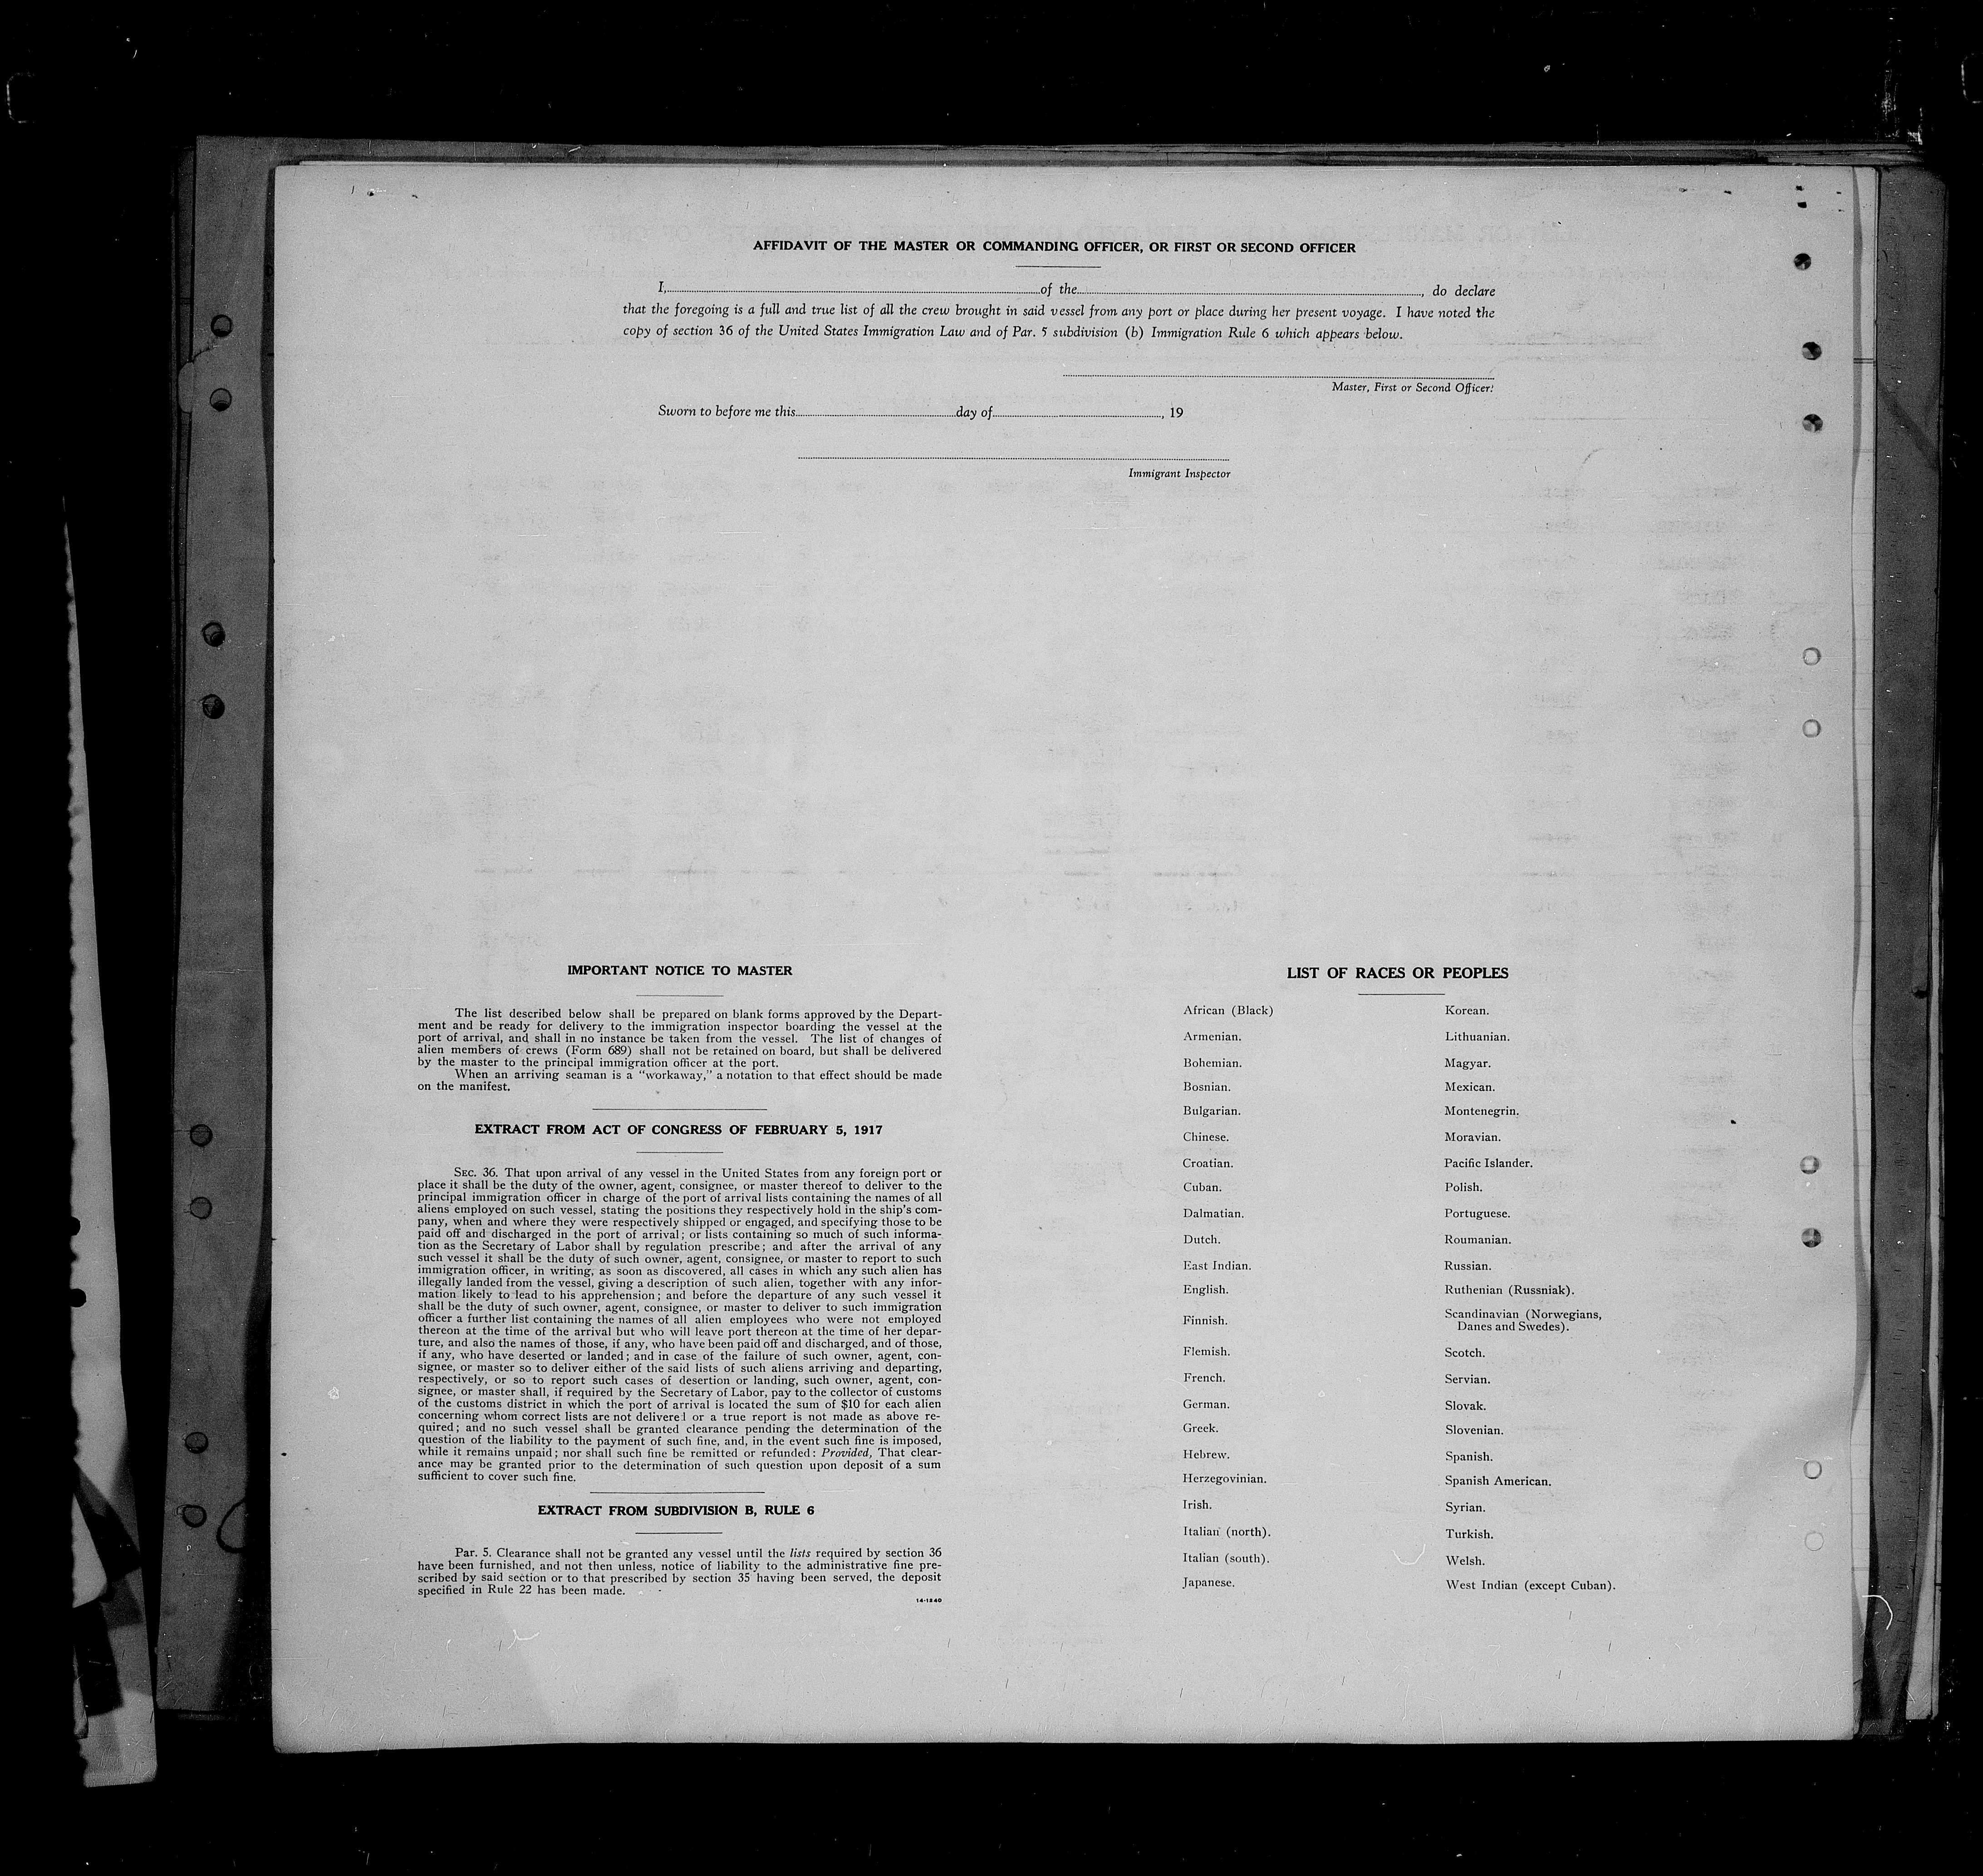 AFFIDAVIT OF THE MASTER OR COMMANDING OFFICER, OR FIRST OR SECOND OFFICER
I, of the , do declare
that the foregoing is a full and true list of all the crew brought in said vessel from any port or place during her present voyage. I have noted the
copy of section 36 of the United States Immigration Law and of Par. 5 subdivision (b) Immigration Rule 6 which appears below.
Master, First or Second Officer.
Sworn to before me this day of , 19
Immigrant Inspector
IMPORTANT NOTICE TO MASTER
The list described below shall be prepared on blank forms approved by the Depart-
ment and be ready for delivery to the immigration inspector boarding the vessel at the
port of arrival, and shall in no instance be taken from the vessel. The list of changes of
alien members of crews (Form 689) shall not be retained on board, but shall be delivered
by the master to the principal immigration officer at the port.
When an arriving seaman is a "workaway," a notation to that effect should be made
on the manifest.
EXTRACT FROM ACT OF CONGRESS OF FEBRUARY 5, 1917
SEC. 36. That upon arrival of any vessel in the United States from any foreign port or
place it shall be the duty of the owner, agent, consignee, or master thereof to deliver to the
principal immigration officer in charge of the port of arrival lists containing the names of all
aliens employed on such vessel, stating the positions they respectively hold in the ship's com-
pany, when and where they were respectively shipped or engaged, and specifying those to be
paid off and discharged in the port of arrival; or lists containing so much of such informa-
tion as the Secretary of Labor shall by regulation prescribe; and after the arrival of any
such vessel it shall be the duty of such owner, agent, consignee, or master to report to such
immigration officer, in writing, as soon as discovered, all cases in which any such alien has
illegally landed from the vessel, giving a description of such alien, together with any infor-
mation likely to lead to his apprehension; and before the departure of any such vessel it
shall be the duty of such owner, agent, consignee, or master to deliver to such immigration
officer a further list containing the names of all alien employees who were not employed
thereon at the time of the arrival but who will leave port thereon at the time of her depar-
ture, and also the names of those, if any, who have been paid off and discharged, and of those,
if any, who have deserted or landed; and in case of the failure of such owner, agent, con-
signee, or master so to deliver either of the said lists of such aliens arriving and departing,
respectively, or so to report such cases of desertion or landing, such owner, agent, con-
signee, or master shall, if required by the Secretary of Labor, pay to the collector of customs
of the customs district in which the port of arrival is located the sum of $10 for each alien
concerning whom correct lists are not delivered or a true report is not made as above re-
quired; and no such vessel shall be granted clearance pending the determination of the
question of the liability to the payment of such fine, and, in the event such fine is imposed,
while it remains unpaid; nor shall such fine be remitted or refunded: Provided, That clear-
ance may be granted prior to the determination of such question upon deposit of a sum
sufficient to cover such fine.
EXTRACT FROM SUBDIVISION B, RULE 6
Par. 5. Clearance shall not be granted any vessel until the lists required by section 36
have been furnished, and not then unless, notice of liability to the administrative fine pre-
scribed by said section or to that prescribed by section 35 having been served, the deposit
specified in Rule 22 has been made.
14-1240
LIST OF RACES OR PEOPLES
African (Black)
Armenian.
Bohemian.
Bosnian.
Bulgarian.
Chinese.
Croatian.
Cuban.
Dalmatian.
Dutch.
East Indian.
English.
Finnish.
Flemish.
French.
German.
Greek.
Hebrew.
Herzegovinian.
Irish.
Italian (north).
Italian (south).
Japanese.
Korean.
Lithuanian.
Magyar.
Mexican.
Montenegrin.
Moravian.
Pacific Islander.
Polish.
Portuguese.
Roumanian.
Russian.
Ruthenian (Russniak).
Scandinavian (Norwegians,
Danes and Swedes).
Scotch.
Servian.
Slovak.
Slovenian.
Spanish.
Spanish American.
Syrian.
Turkish.
Welsh.
West Indian (except Cuban).